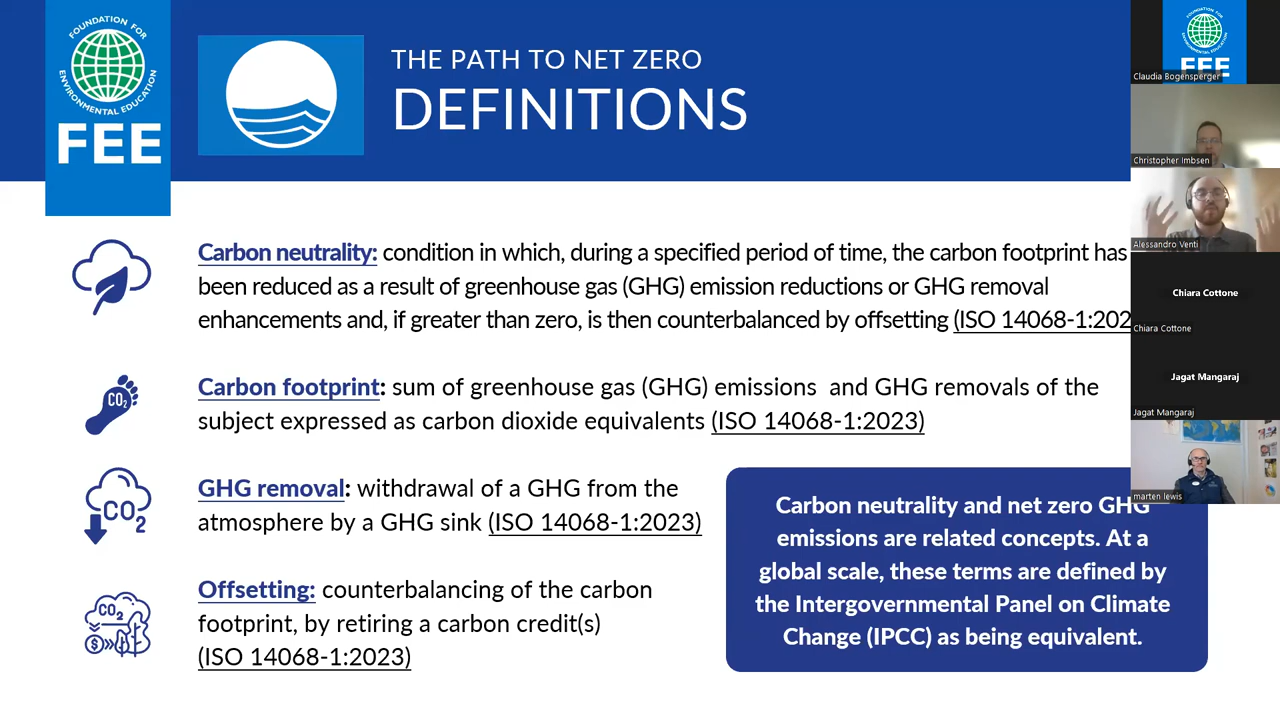 FOUNDATION FOR
ENVIRONMENTAL EDUCATION
FEE
THE PATH TO NET ZERO
DEFINITIONS
Carbon neutrality: condition in which, during a specified period of time, the carbon footprint has
been reduced as a result of greenhouse gas (GHG) emission reductions or GHG removal
enhancements and, if greater than zero, is then counterbalanced by offsetting (ISO 14068-1:202
CO2
Carbon footprint: sum of greenhouse gas (GHG) emissions and GHG removals of the
subject expressed as carbon dioxide equivalents (ISO 14068-1:2023)
CO2
GHG removal: withdrawal of a GHG from the
atmosphere by a GHG sink (ISO 14068-1:2023)
CO2
$
Offsetting: counterbalancing of the carbon
footprint, by retiring a carbon credit(s)
(ISO 14068-1:2023)
Carbon neutrality and net zero GHG
emissions are related concepts. At a
global scale, these terms are defined by
the Intergovernmental Panel on Climate
Change (IPCC) as being equivalent.
FEE
Claudia Bogensperger
Christopher Imbsen
Alessandro Venti
Chiara Cottone
Chiara Cottone
Jagat Mangaraj
Jagat Mangaraj
marten lewis